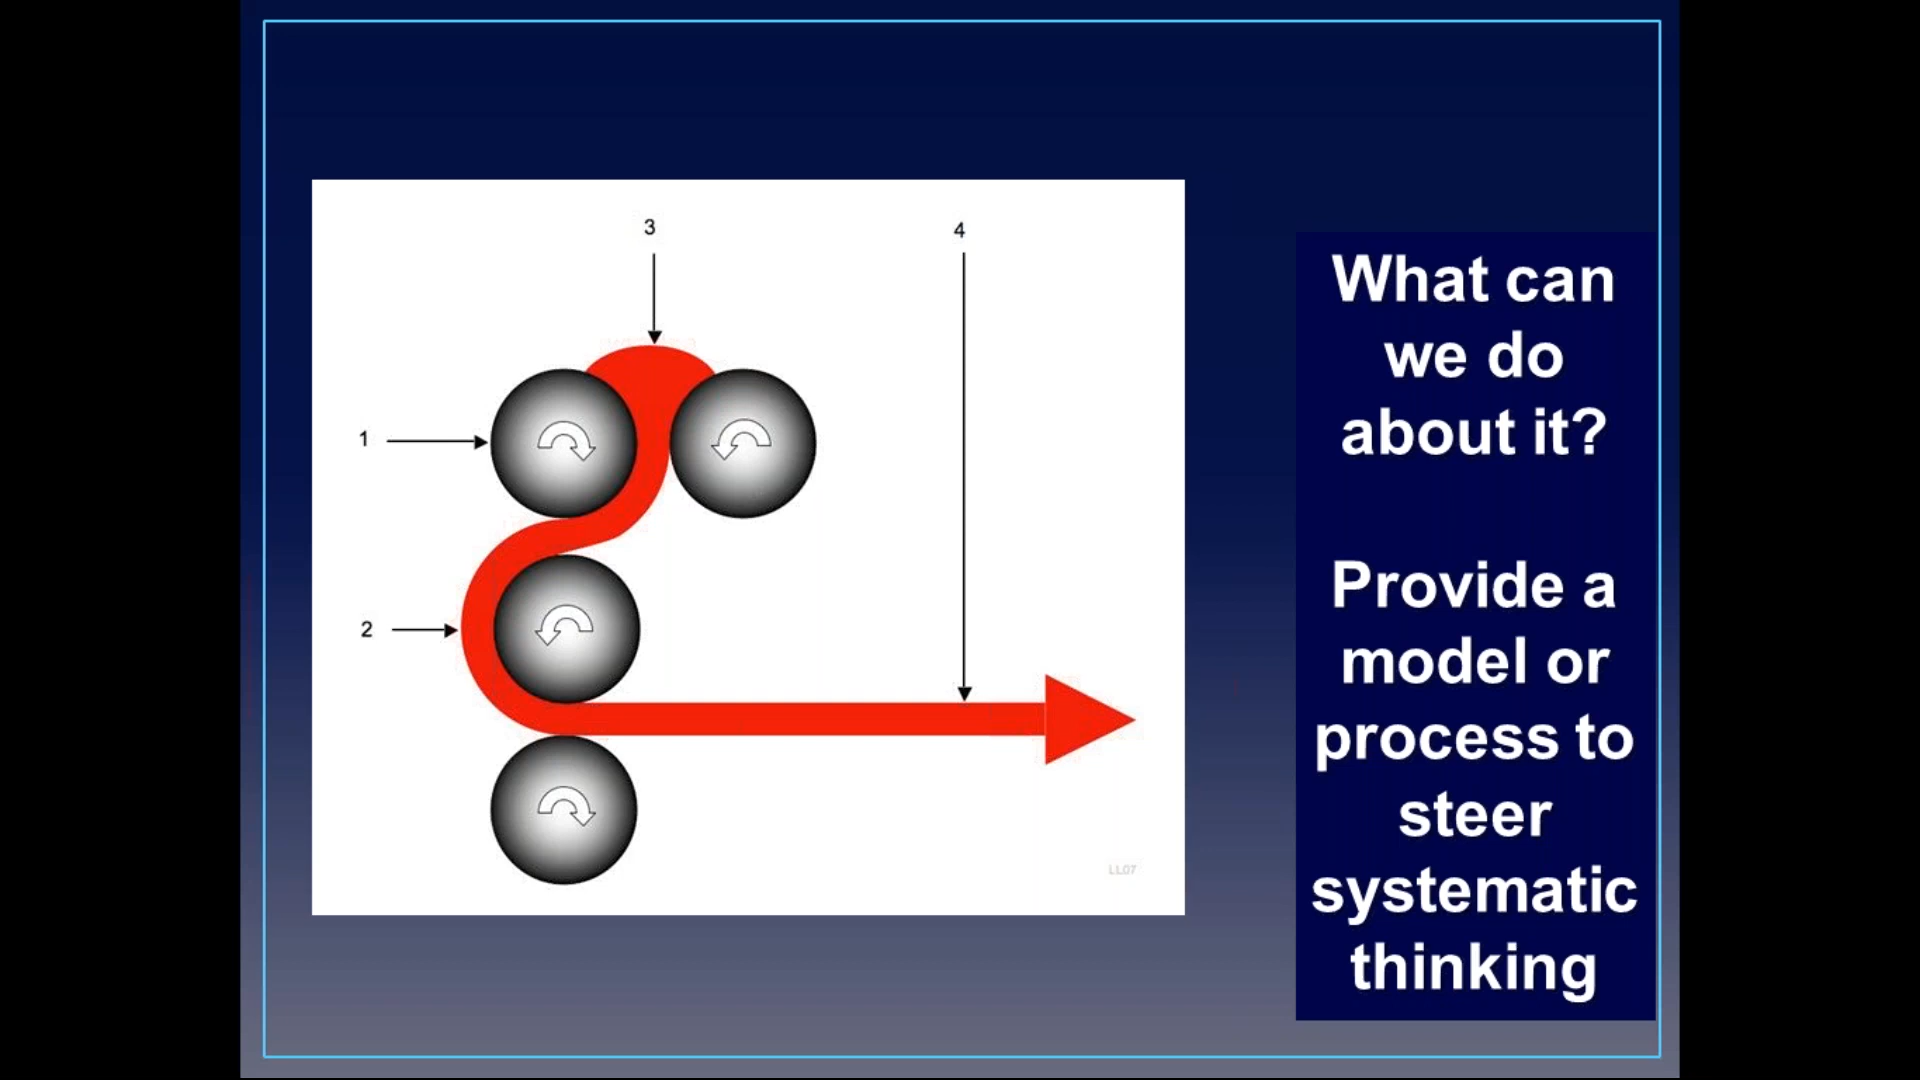 3
4
1
2
LL07
What can
we do
about it?
Provide a
model or
process to
steer
systematic
thinking